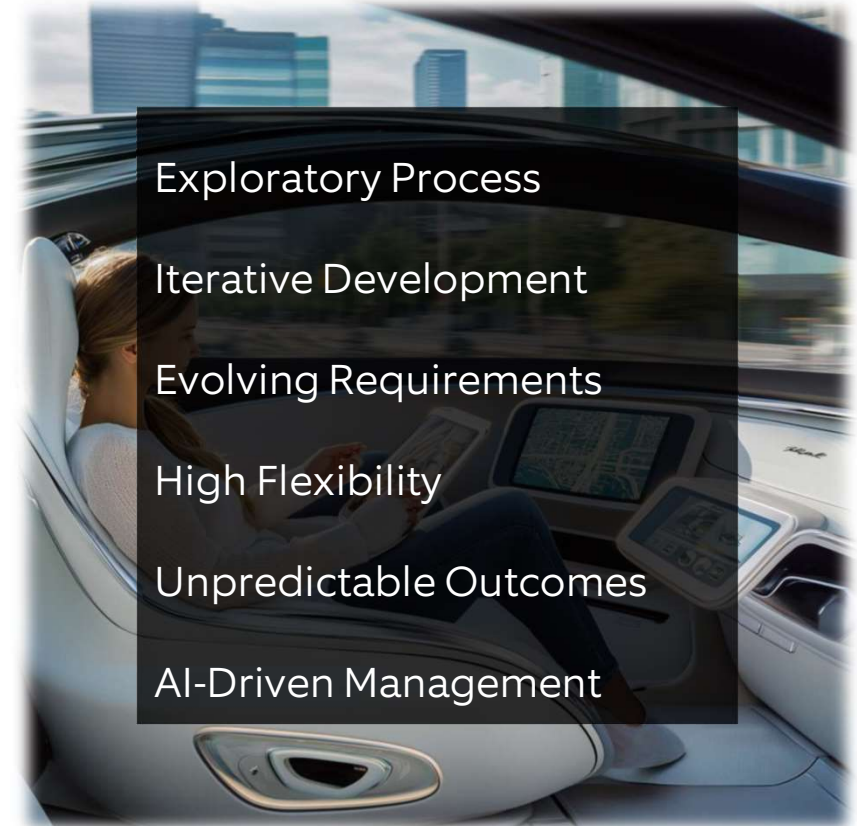 Exploratory Process
Iterative Development
Evolving Requirements
High Flexibility
Unpredictable Outcomes
AI-Driven Management